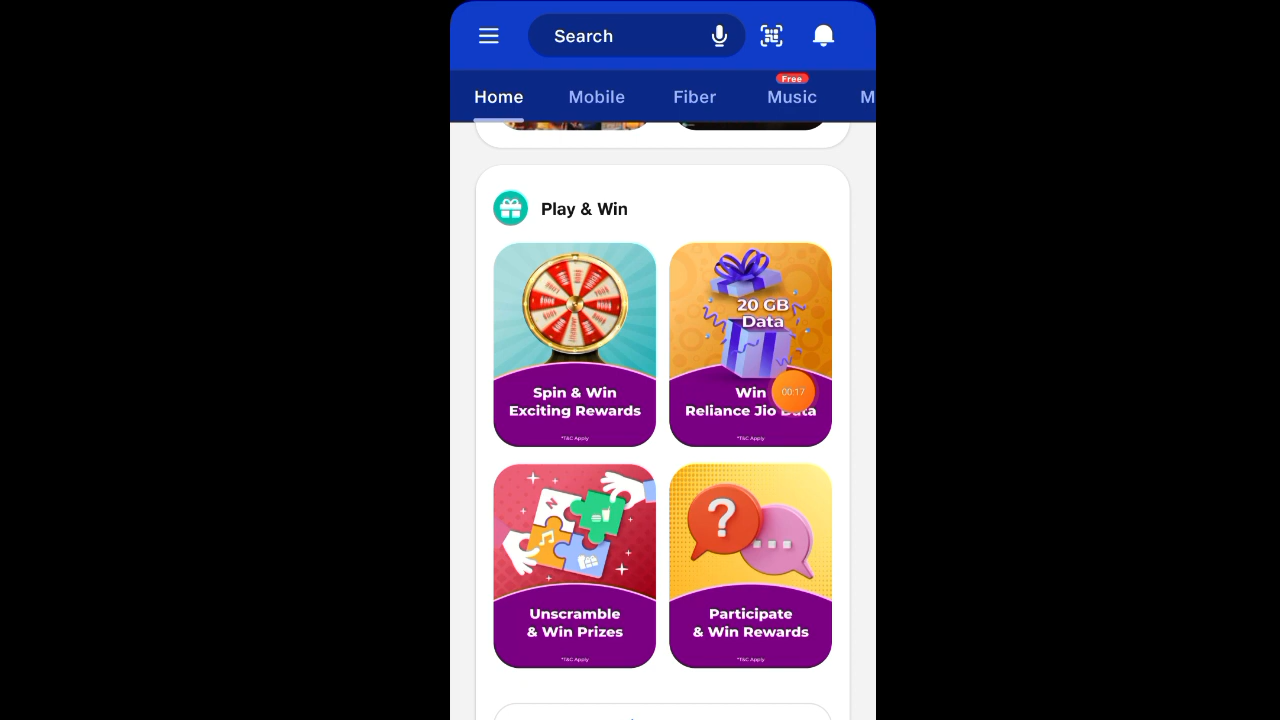 Search
Free
Home Mobile Fiber Music M
Play & Win
20 GB
Data
Spin & Win
Exciting Rewards
*T&C Apply
Win
00:17
Reliance Jio Data
*T&C Apply
Unscramble
& Win Prizes
*T&C Apply
Participate
& Win Rewards
*T&C Apply